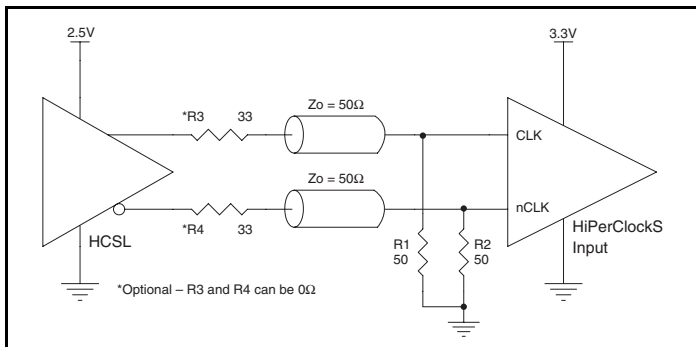 2.5V
3.3V
*R3 33
Zo = 50Ω
CLK
Zo = 50Ω
nCLK
*R4 33
HCSL
HiPerClockS
Input
R1
50
R2
50
*Optional – R3 and R4 can be 0Ω